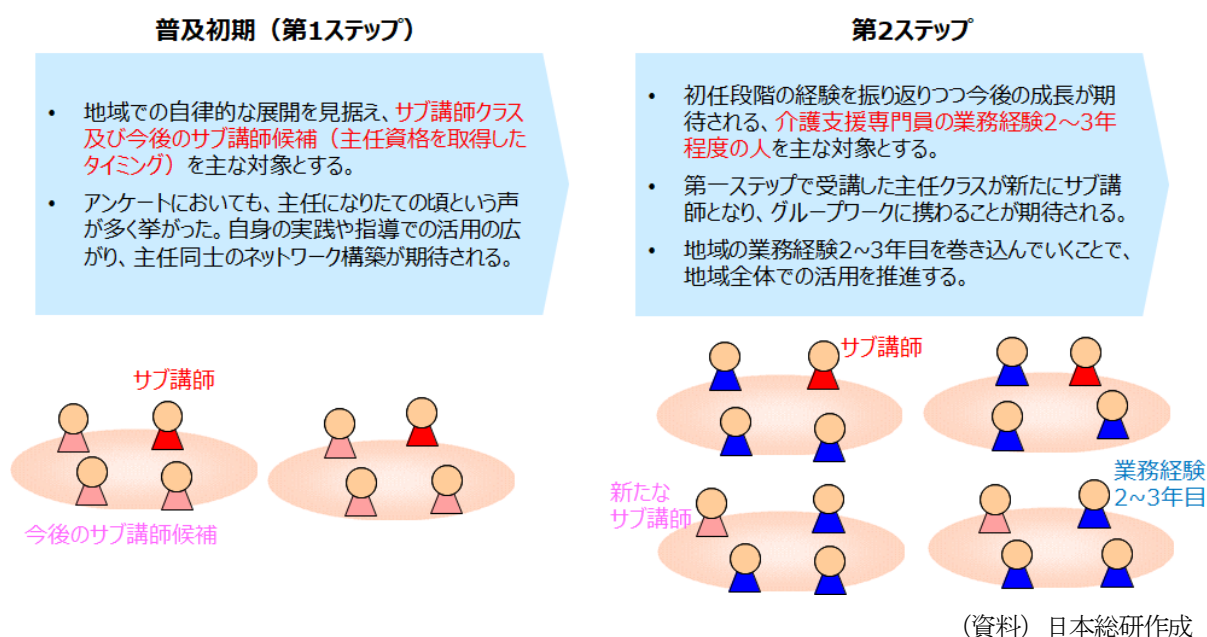 普及初期（第1ステップ）
• 地域での自律的な展開を見据え、サブ講師クラス
及び今後のサブ講師候補（主任資格を取得した
タイミング）を主な対象とする。
• アンケートにおいても、主任になりたての頃という声
が多く挙がった。自身の実践や指導での活用の広
がり、主任同士のネットワーク構築が期待される。
サブ講師
今後のサブ講師候補
第2ステップ
• 初任段階の経験を振り返りつつ今後の成長が期
待される、介護支援専門員の業務経験2～3年
程度の人を主な対象とする。
• 第一ステップで受講した主任クラスが新たにサブ講
師となり、グループワークに携わることが期待される。
• 地域の業務経験2~3年目を巻き込んでいくことで、
地域全体での活用を推進する。
サブ講師
新たな
サブ講師
業務経験
2~3年目
（資料）日本総研作成